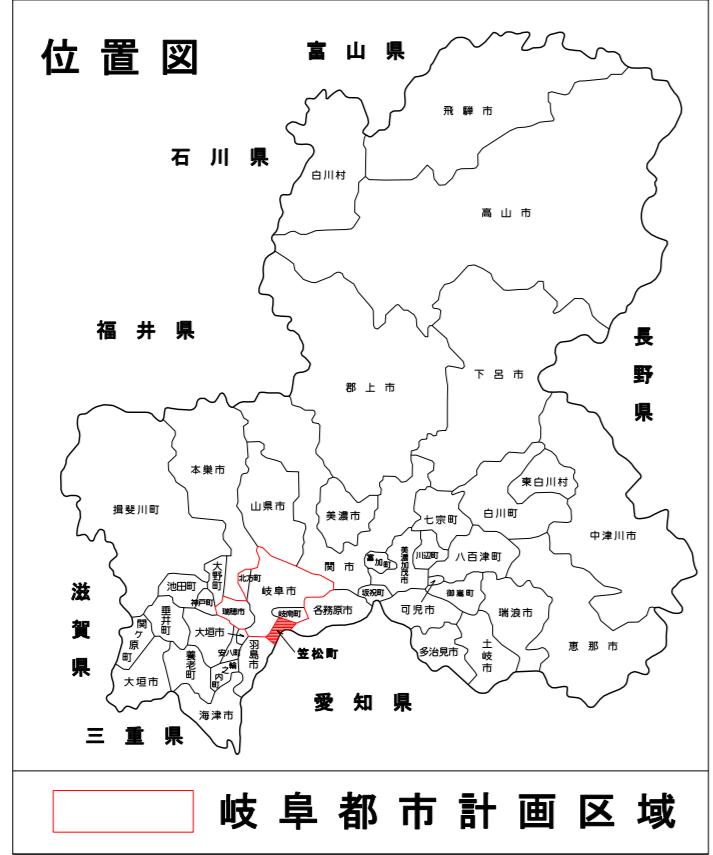 位置図
富山県
飛騨市
石川県
白川村
高山市
福井県
長野県
郡上市
下呂市
本巣市
東白川村
揖斐川町
山県市
美濃市
白川町
七宗町
中津川市
関市
美濃加茂市
川辺町
八百津町
富加町
大野町
北方町
池田町
岐阜市
坂祝町
御嵩町
滋賀県
神戸町
瑞穂市
岐南町
各務原市
可児市
瑞浪市
垂井町
関ヶ原町
大垣市
羽島市
笠松町
多治見市
土岐市
恵那市
安八町
養老町
輪之内町
大垣市
愛知県
海津市
三重県
岐阜都市計画区域